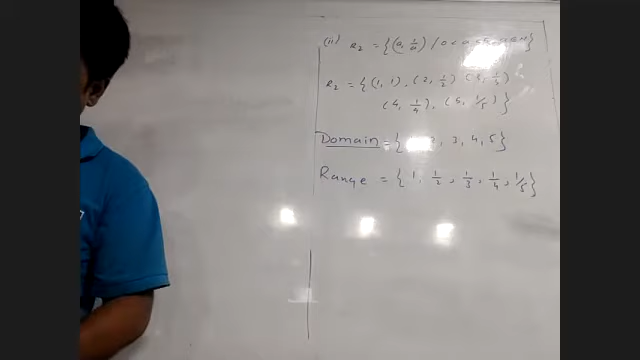 (ii) R₂ = {(a, 1/a) / 0 < a
R₂ = {(1, 1), (2, 1/2) (3, 1/3)
(4, 1/4), (5, 1/5)}
Domain = { 2, 3, 4, 5}
Range = {1, 1/2, 1/3, 1/4, 1/5}